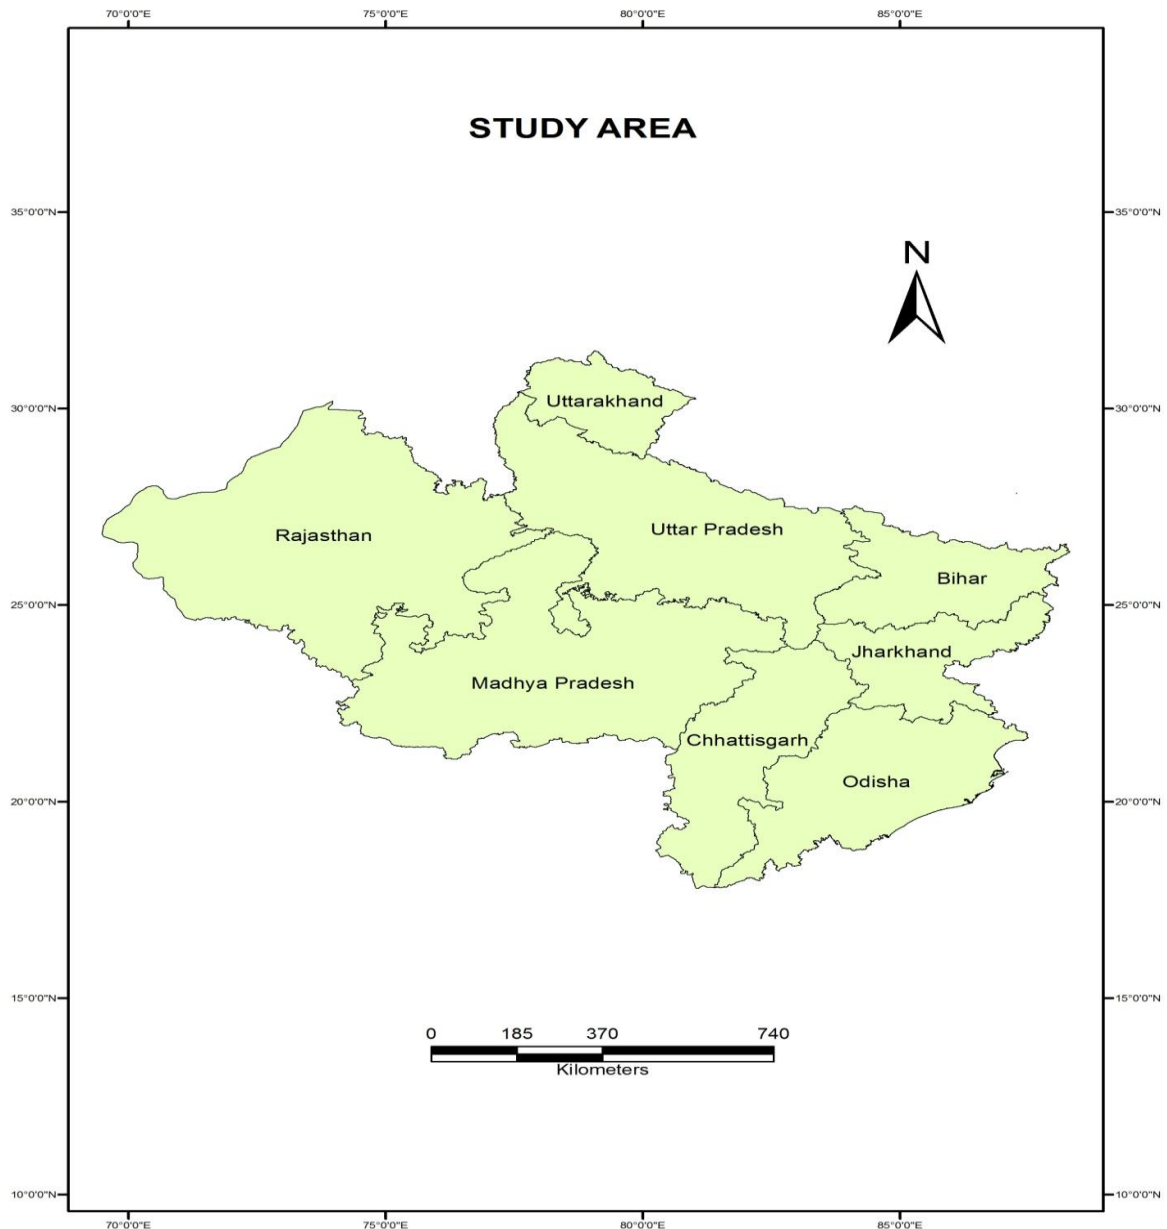 70°0'0"E
75°0'0"E
80°0'0"E
85°0'0"E
STUDY AREA
35°0'0"N
35°0'0"N
N
Uttarakhand
30°0'0"N
30°0'0"N
Rajasthan
Uttar Pradesh
Bihar
25°0'0"N
25°0'0"N
Jharkhand
Madhya Pradesh
Chhattisgarh
Odisha
20°0'0"N
20°0'0"N
15°0'0"N
15°0'0"N
0 185 370 740
Kilometers
10°0'0"N
10°0'0"N
70°0'0"E
75°0'0"E
80°0'0"E
85°0'0"E